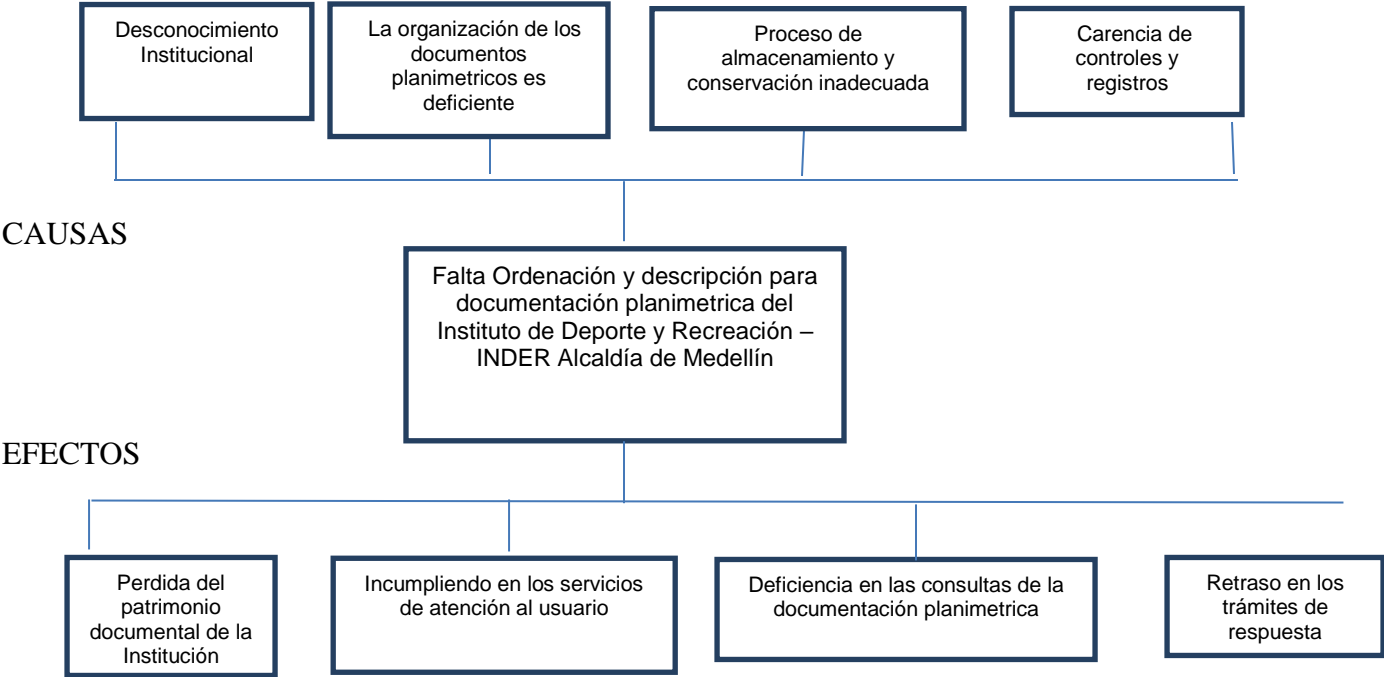 Desconocimiento
Institucional
La organización de los
documentos
planimetricos es
deficiente
Proceso de
almacenamiento y
conservación inadecuada
Carencia de
controles y
registros
CAUSAS
Falta Ordenación y descripción para
documentación planimetrica del
Instituto de Deporte y Recreación –
INDER Alcaldía de Medellín
EFECTOS
Perdida del
patrimonio
documental de la
Institución
Incumpliendo en los servicios
de atención al usuario
Deficiencia en las consultas de la
documentación planimetrica
Retraso en los
trámites de
respuesta